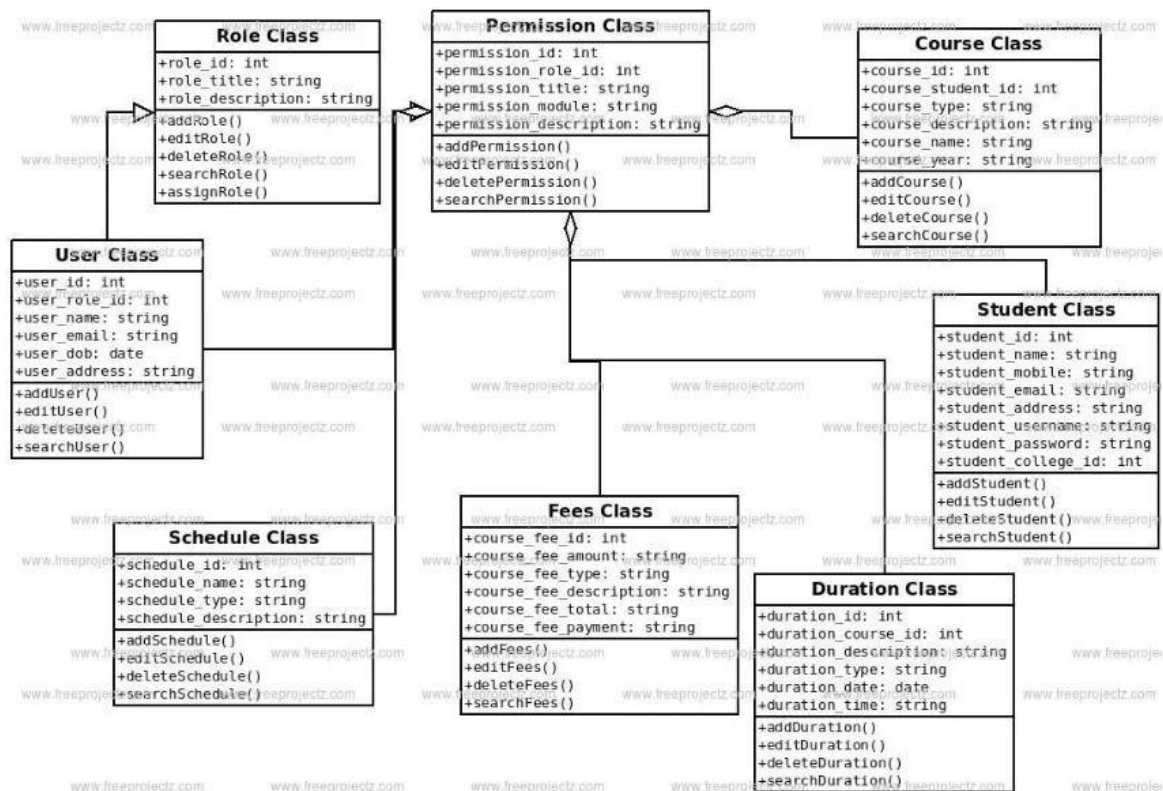 Role Class
+role_id: int
+role_title: string
+role_description: string
+addRole()
+editRole()
+deleteRole()
+searchRole()
+assignRole()
Permission Class
+permission_id: int
+permission_role_id: int
+permission_title: string
+permission_module: string
+permission_description: string
+addPermission()
+editPermission()
+deletePermission()
+searchPermission()
Course Class
+course_id: int
+course_student_id: int
+course_type: string
+course_description: string
+course_name: string
+course_year: string
+addCourse()
+editCourse()
+deleteCourse()
+searchCourse()
User Class
+user_id: int
+user_role_id: int
+user_name: string
+user_email: string
+user_dob: date
+user_address: string
+addUser()
+editUser()
+deleteUser()
+searchUser()
Student Class
+student_id: int
+student_name: string
+student_mobile: string
+student_email: string
+student_address: string
+student_username: string
+student_password: string
+student_college_id: int
+addStudent()
+editStudent()
+deleteStudent()
+searchStudent()
Schedule Class
+schedule_id: int
+schedule_name: string
+schedule_type: string
+schedule_description: string
+addSchedule()
+editSchedule()
+deleteSchedule()
+searchSchedule()
Fees Class
+course_fee_id: int
+course_fee_amount: string
+course_fee_type: string
+course_fee_description: string
+course_fee_total: string
+course_fee_payment: string
+addFees()
+editFees()
+deleteFees()
+searchFees()
Duration Class
+duration_id: int
+duration_course_id: int
+duration_description: string
+duration_type: string
+duration_date: date
+duration_time: string
+addDuration()
+editDuration()
+deleteDuration()
+searchDuration()
www.freeprojectz.com